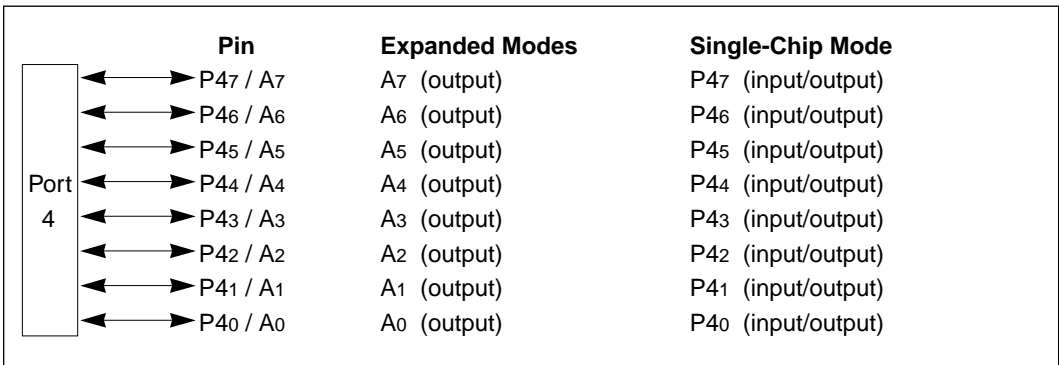 Pin Expanded Modes Single-Chip Mode
P47 / A7 A7 (output) P47 (input/output)
P46 / A6 A6 (output) P46 (input/output)
P45 / A5 A5 (output) P45 (input/output)
Port P44 / A4 A4 (output) P44 (input/output)
4 P43 / A3 A3 (output) P43 (input/output)
P42 / A2 A2 (output) P42 (input/output)
P41 / A1 A1 (output) P41 (input/output)
P40 / A0 A0 (output) P40 (input/output)